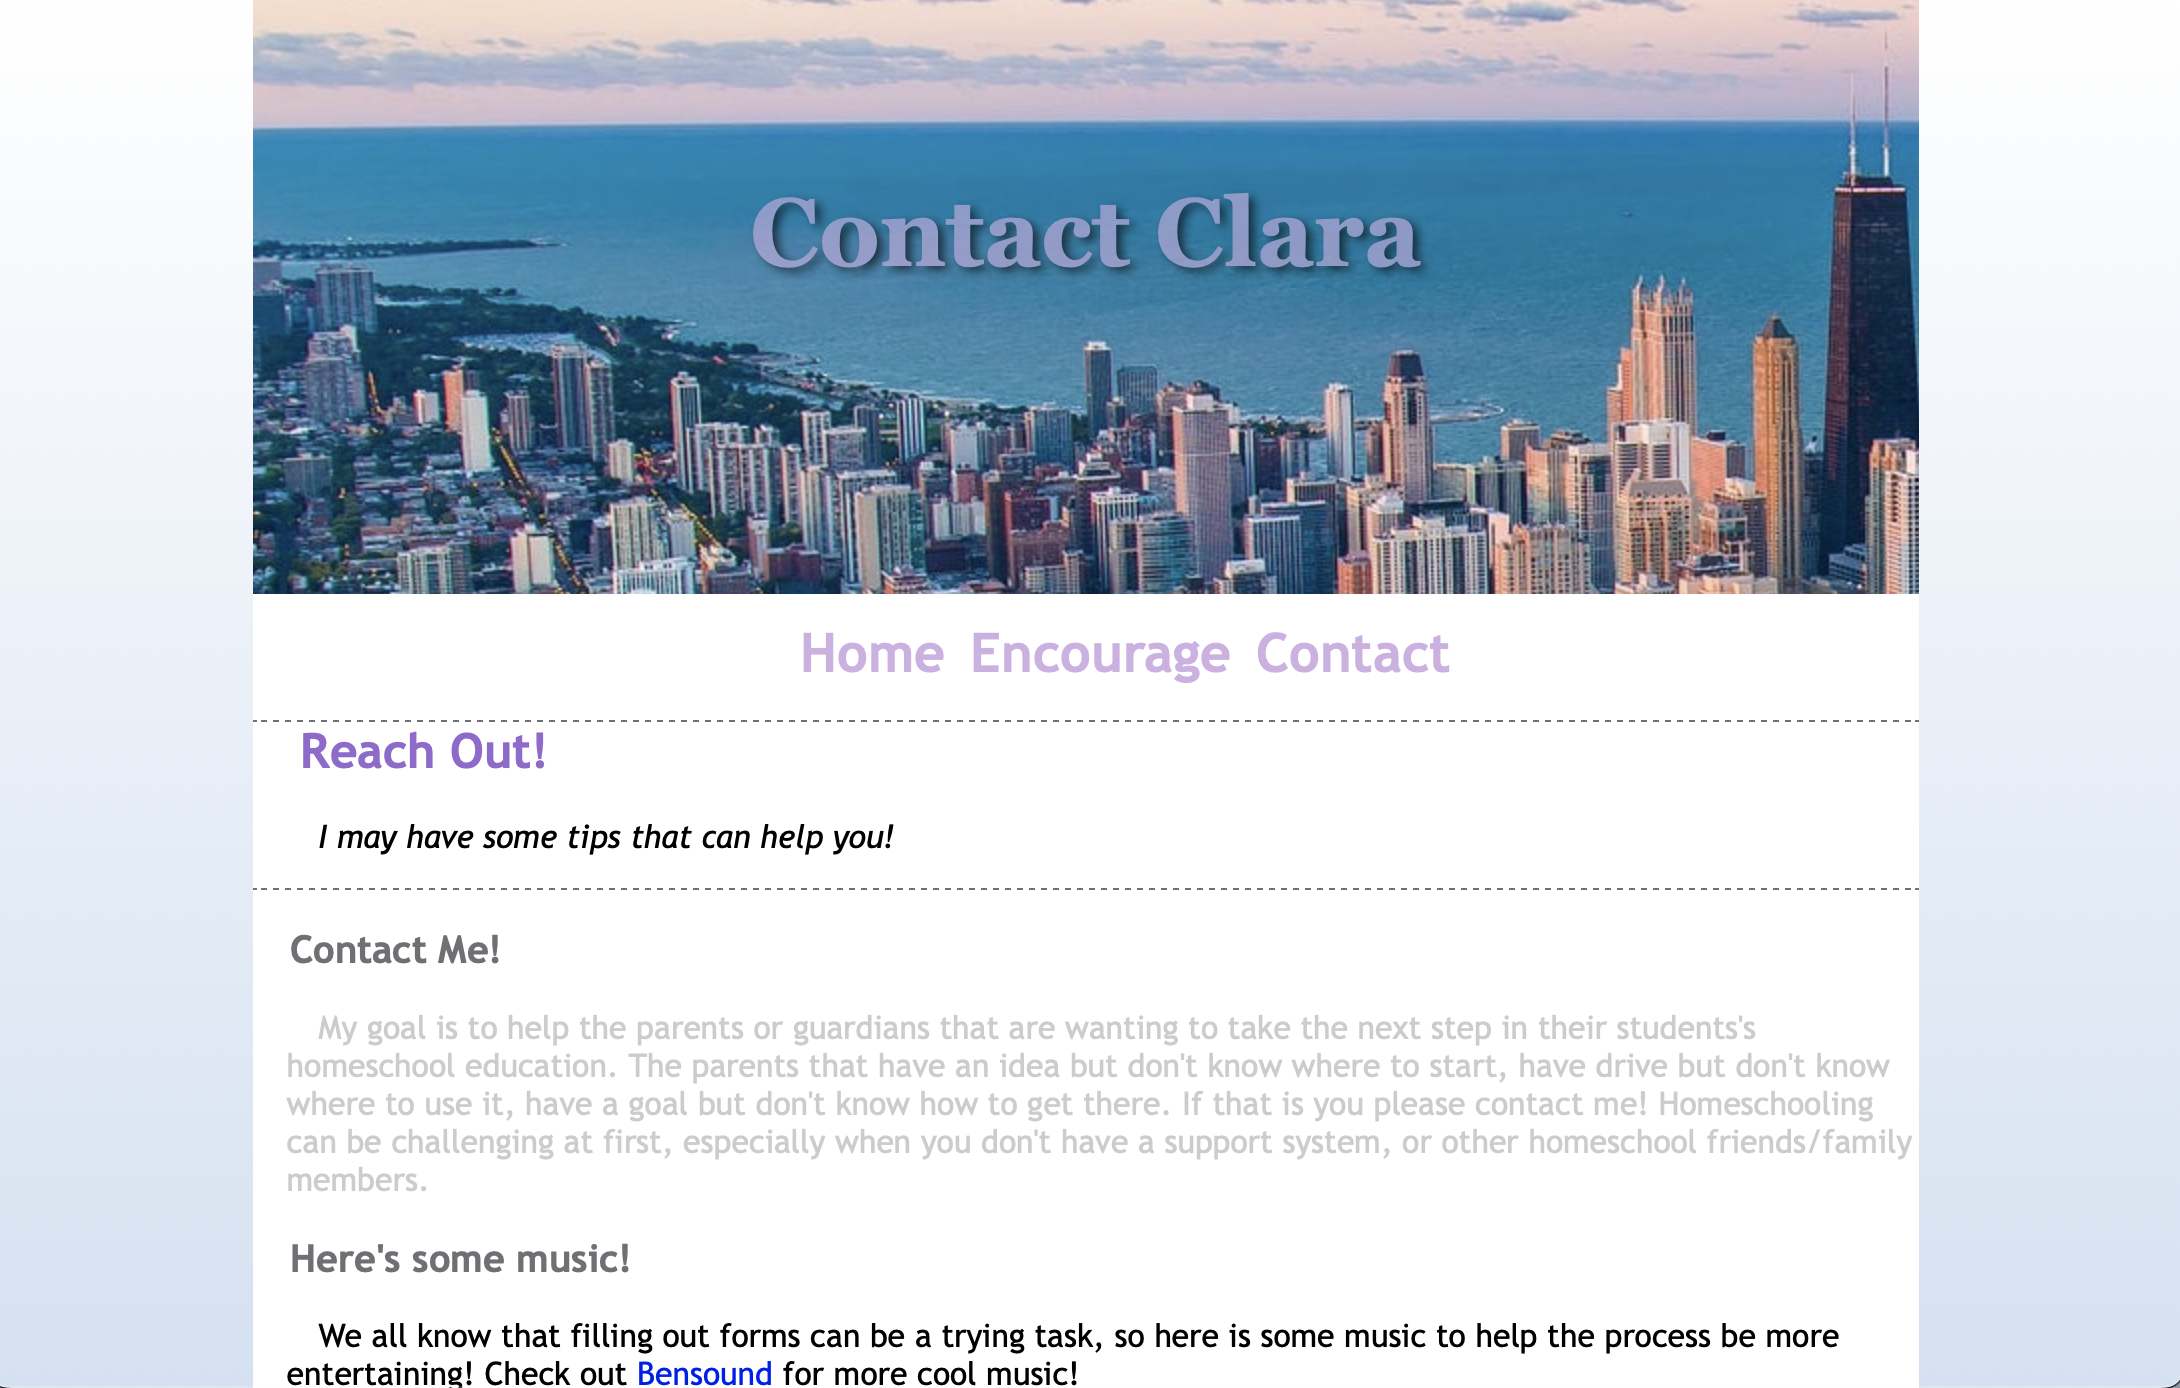 Contact Clara
Home Encourage Contact
Reach Out!
I may have some tips that can help you!
Contact Me!
My goal is to help the parents or guardians that are wanting to take the next step in their students's
homeschool education. The parents that have an idea but don't know where to start, have drive but don't know
where to use it, have a goal but don't know how to get there. If that is you please contact me! Homeschooling
can be challenging at first, especially when you don't have a support system, or other homeschool friends/family
members.
Here's some music!
We all know that filling out forms can be a trying task, so here is some music to help the process be more
entertaining! Check out Bensound for more cool music!